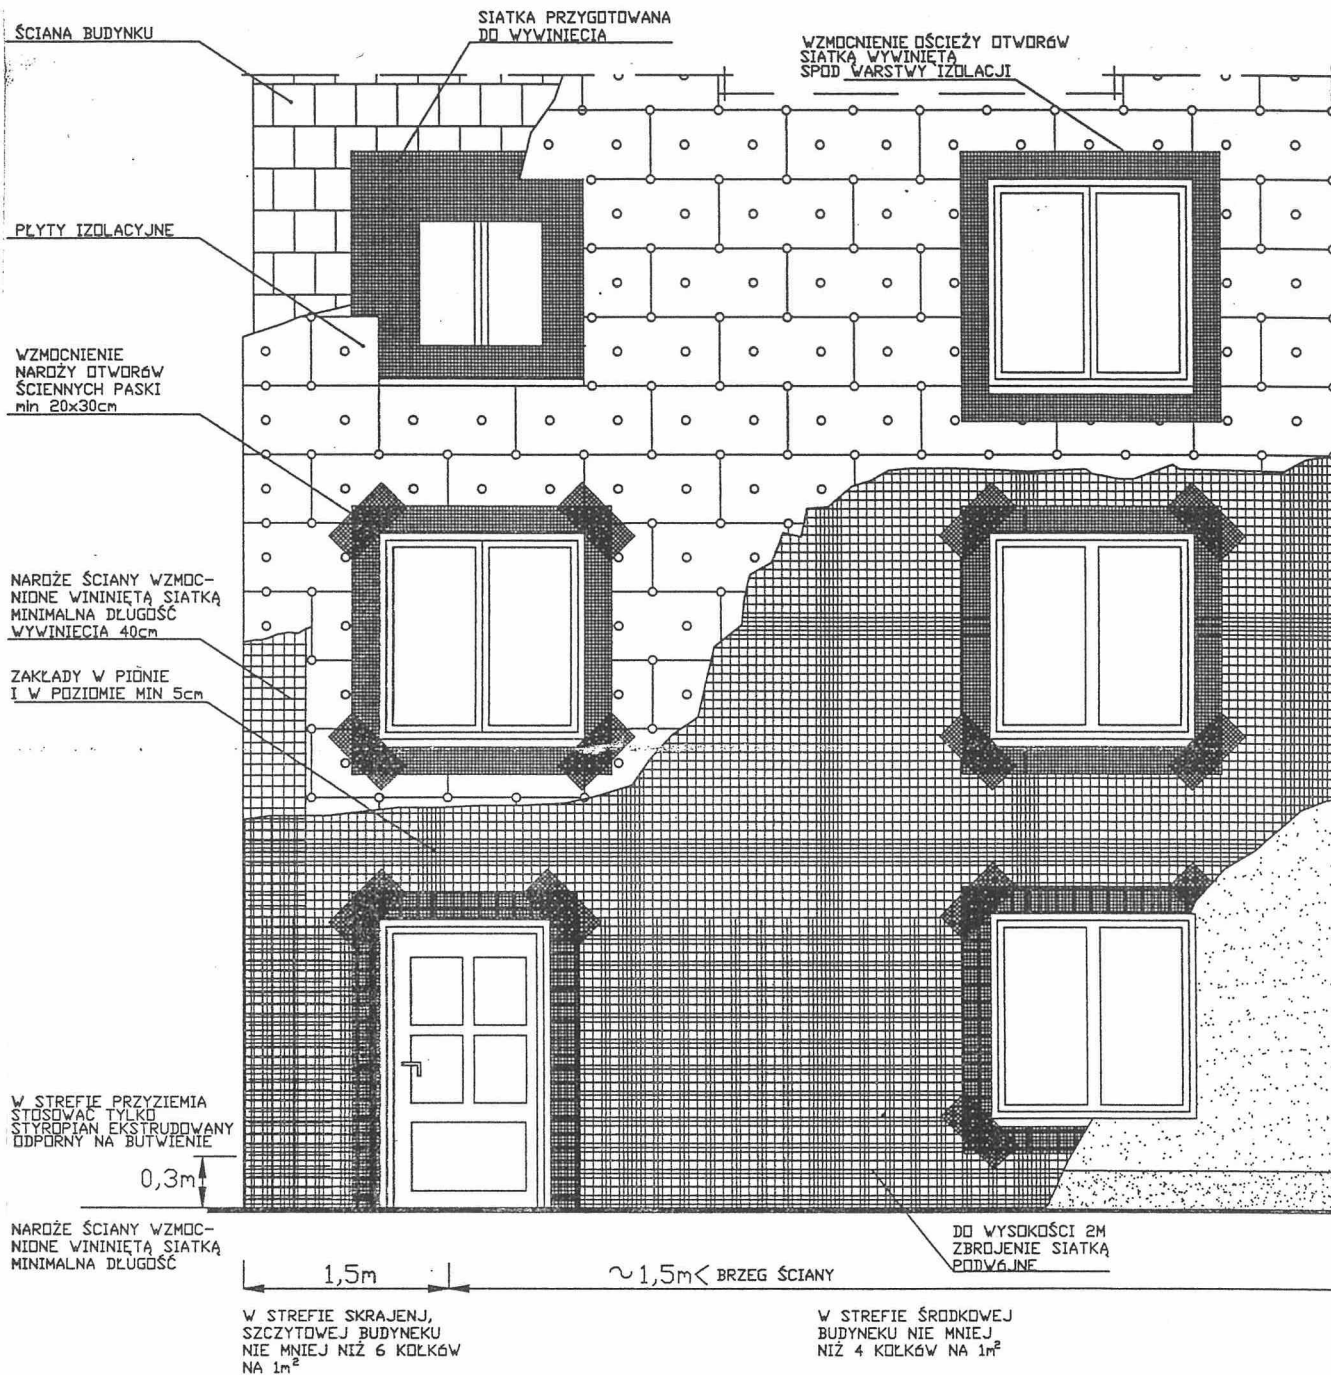 ŚCIANA BUDYNKU
SIATKA PRZYGOTOWANA
DO WYWINIECIA
WZMOCNIENIE OŚCIEŻY OTWORÓW
SIATKĄ WYWINIĘTĄ
SPOD WARSTWY IZOLACJI
PŁYTY IZOLACYJNE
WZMOCNIENIE
NAROŻY OTWORÓW
ŚCIENNYCH PASKI
min 20x30cm
NAROŻE ŚCIANY WZMOC-
NIONE WININIĘTĄ SIATKĄ
MINIMALNA DŁUGOŚĆ
WYWINIECIA 40cm
ZAKŁADY W PIONIE
I W POZIOMIE MIN 5cm
W STREFIE PRZYZIEMIA
STOSOWAĆ TYLKO
STYROPIAN EKSTRUDOWANY
ODPORNY NA BUTWIENIE
0,3m
NAROŻE ŚCIANY WZMOC-
NIONE WININIĘTĄ SIATKĄ
MINIMALNA DŁUGOŚĆ
DO WYSOKOŚCI 2M
ZBROJENIE SIATKĄ
PODWÓJNE
1,5m
~1,5m< BRZEG ŚCIANY
W STREFIE SKRAJENJ,
SZCZYTOWEJ BUDYNEKU
NIE MNIEJ NIŻ 6 KOŁKÓW
NA 1m²
W STREFIE ŚRODKOWEJ
BUDYNEKU NIE MNIEJ
NIŻ 4 KOŁKÓW NA 1m²